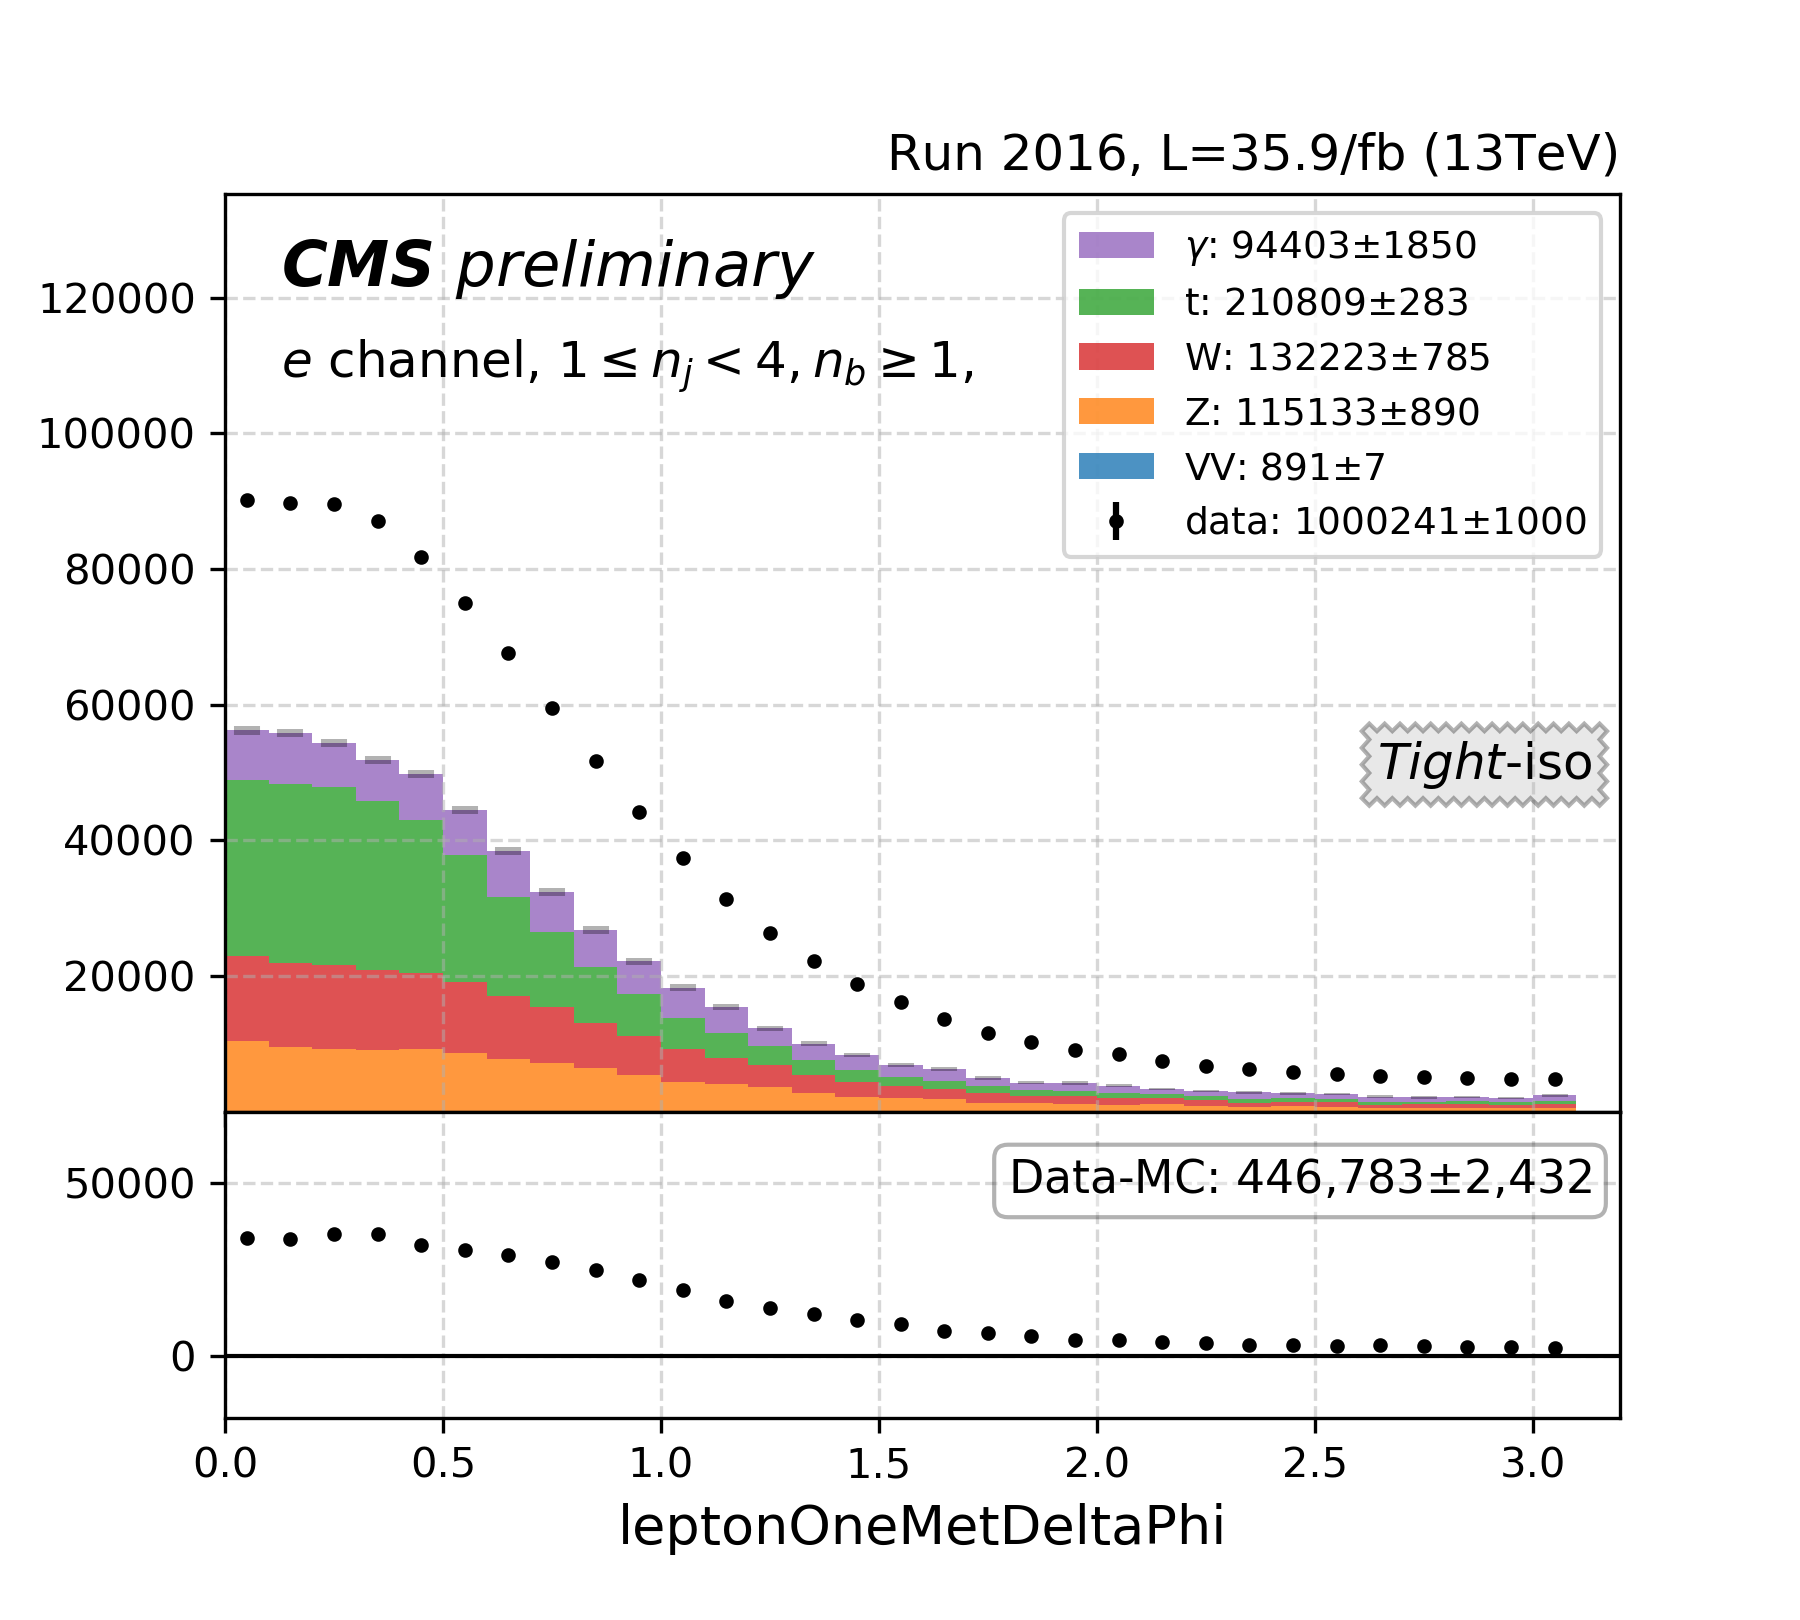 Run 2016, L=35.9/fb (13TeV)
CMS preliminary
e channel, 1 ≤ n_j < 4, n_b ≥ 1,
γ: 94403±1850
t: 210809±283
W: 132223±785
Z: 115133±890
VV: 891±7
data: 1000241±1000
120000
100000
80000
60000
40000
20000
Tight-iso
Data-MC: 446,783±2,432
50000
0
0.0 0.5 1.0 1.5 2.0 2.5 3.0
leptonOneMetDeltaPhi